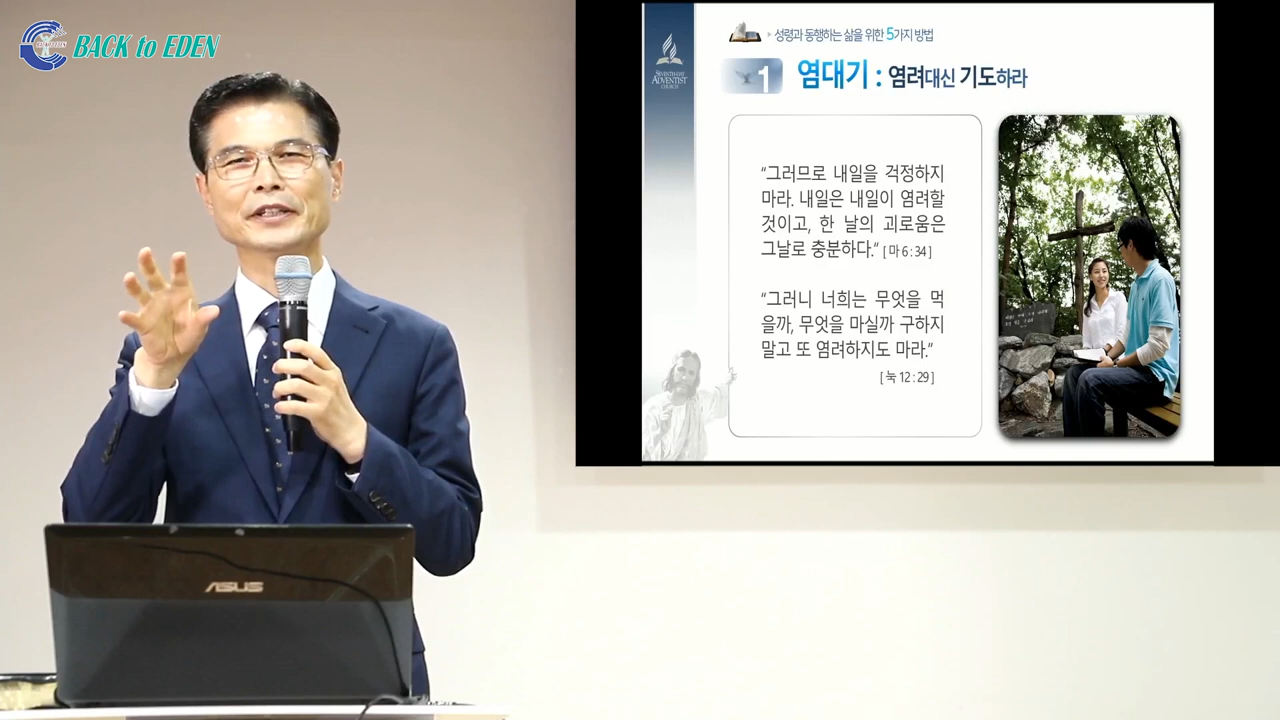 BACK to EDEN
SEVENTH-DAY
ADVENTIST
CHURCH
성령과 동행하는 삶을 위한 5가지 방법
1 염대기 : 염려대신 기도하라
“그러므로 내일을 걱정하지
마라. 내일은 내일이 염려할
것이고, 한 날의 괴로움은
그날로 충분하다.“ [ 마 6 : 34 ]
“그러니 너희는 무엇을 먹
을까, 무엇을 마실까 구하지
말고 또 염려하지도 마라.”
[ 눅 12 : 29 ]
ASUS